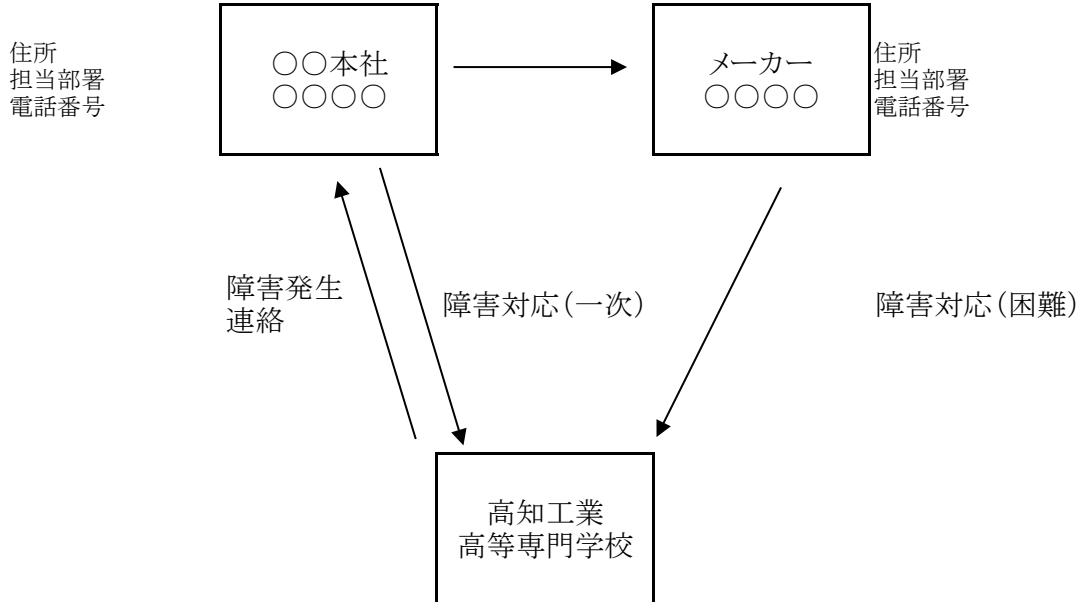 住所
担当部署
電話番号
○○本社
○○○○
メーカー
○○○○
住所
担当部署
電話番号
障害発生
連絡
障害対応(一次)
障害対応(困難)
高知工業
高等専門学校